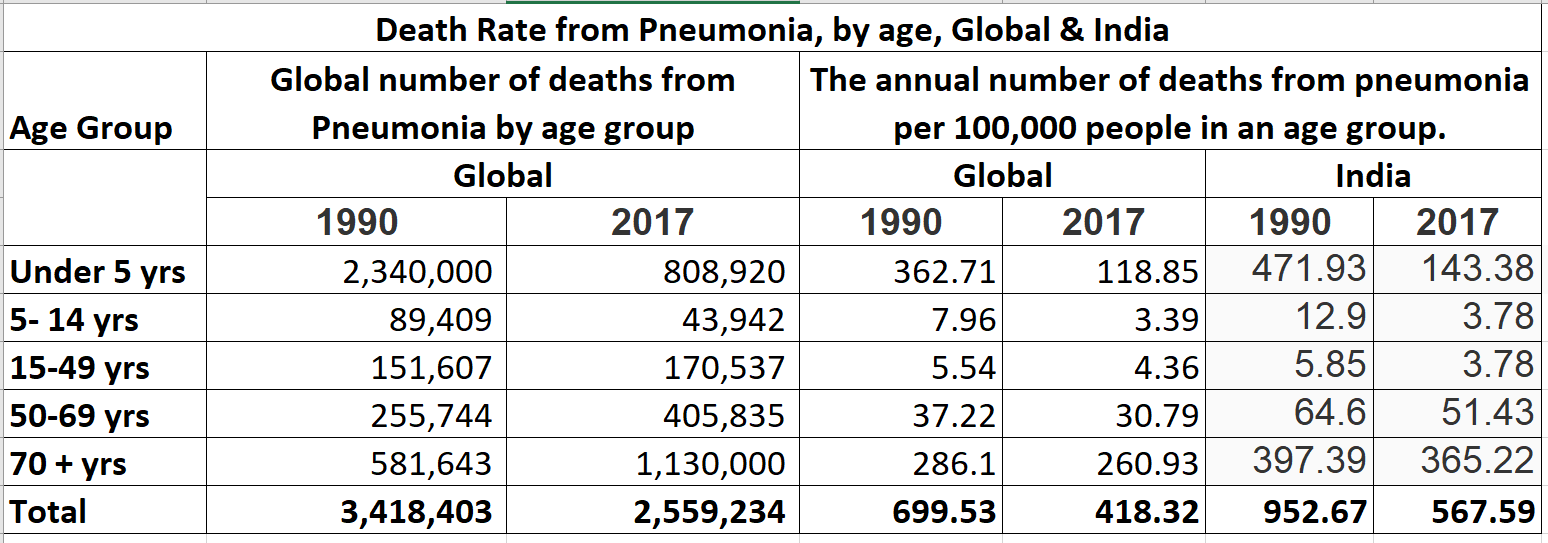 Death Rate from Pneumonia, by age, Global & India
Age Group
Global number of deaths from
Pneumonia by age group
The annual number of deaths from pneumonia
per 100,000 people in an age group.
Global Global India
1990 2017 1990 2017 1990 2017
Under 5 yrs 2,340,000 808,920 362.71 118.85 471.93 143.38
5- 14 yrs 89,409 43,942 7.96 3.39 12.9 3.78
15-49 yrs 151,607 170,537 5.54 4.36 5.85 3.78
50-69 yrs 255,744 405,835 37.22 30.79 64.6 51.43
70 + yrs 581,643 1,130,000 286.1 260.93 397.39 365.22
Total 3,418,403 2,559,234 699.53 418.32 952.67 567.59